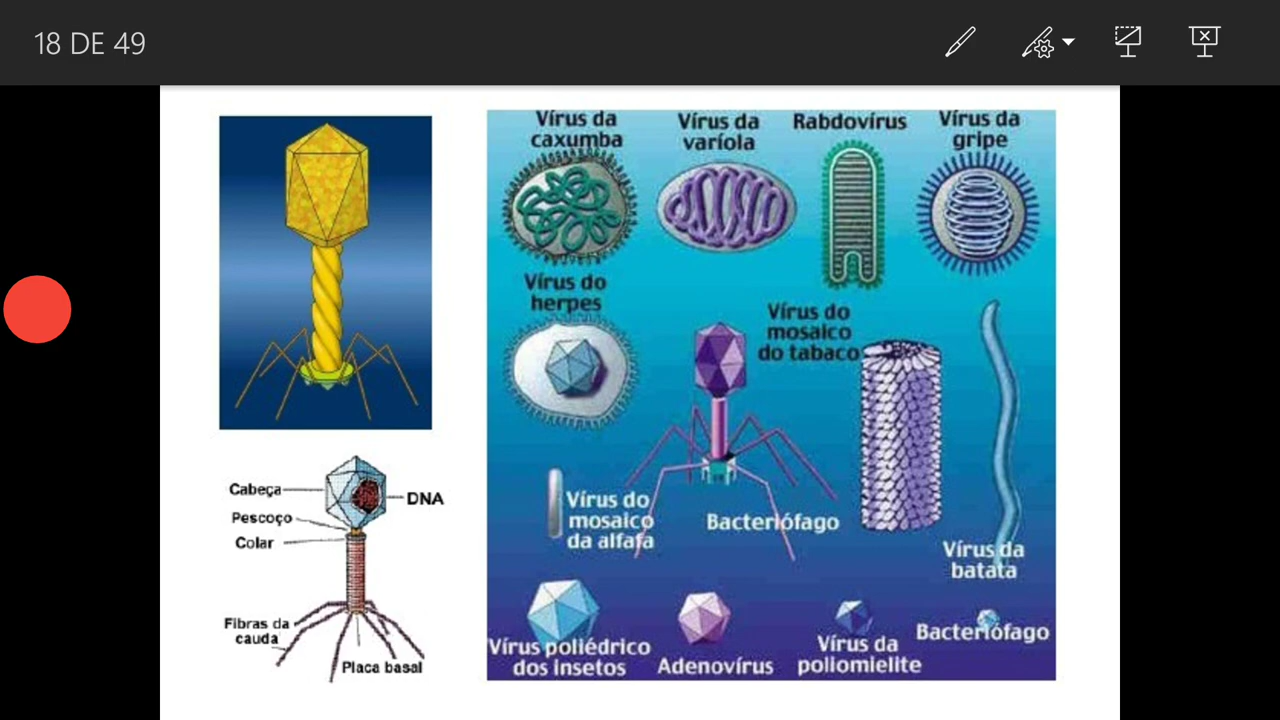 18 DE 49
Vírus da
caxumba
Vírus da
varíola
Rabdovírus
Vírus da
gripe
Vírus do
herpes
Vírus do
mosaico
do tabaco
Vírus do
mosaico
da alfafa
Bacteriófago
Vírus da
batata
Vírus poliédrico
dos insetos
Adenovírus
Vírus da
poliomielite
Bacteriófago
Cabeça
DNA
Pescoço
Colar
Fibras da
cauda
Placa basal